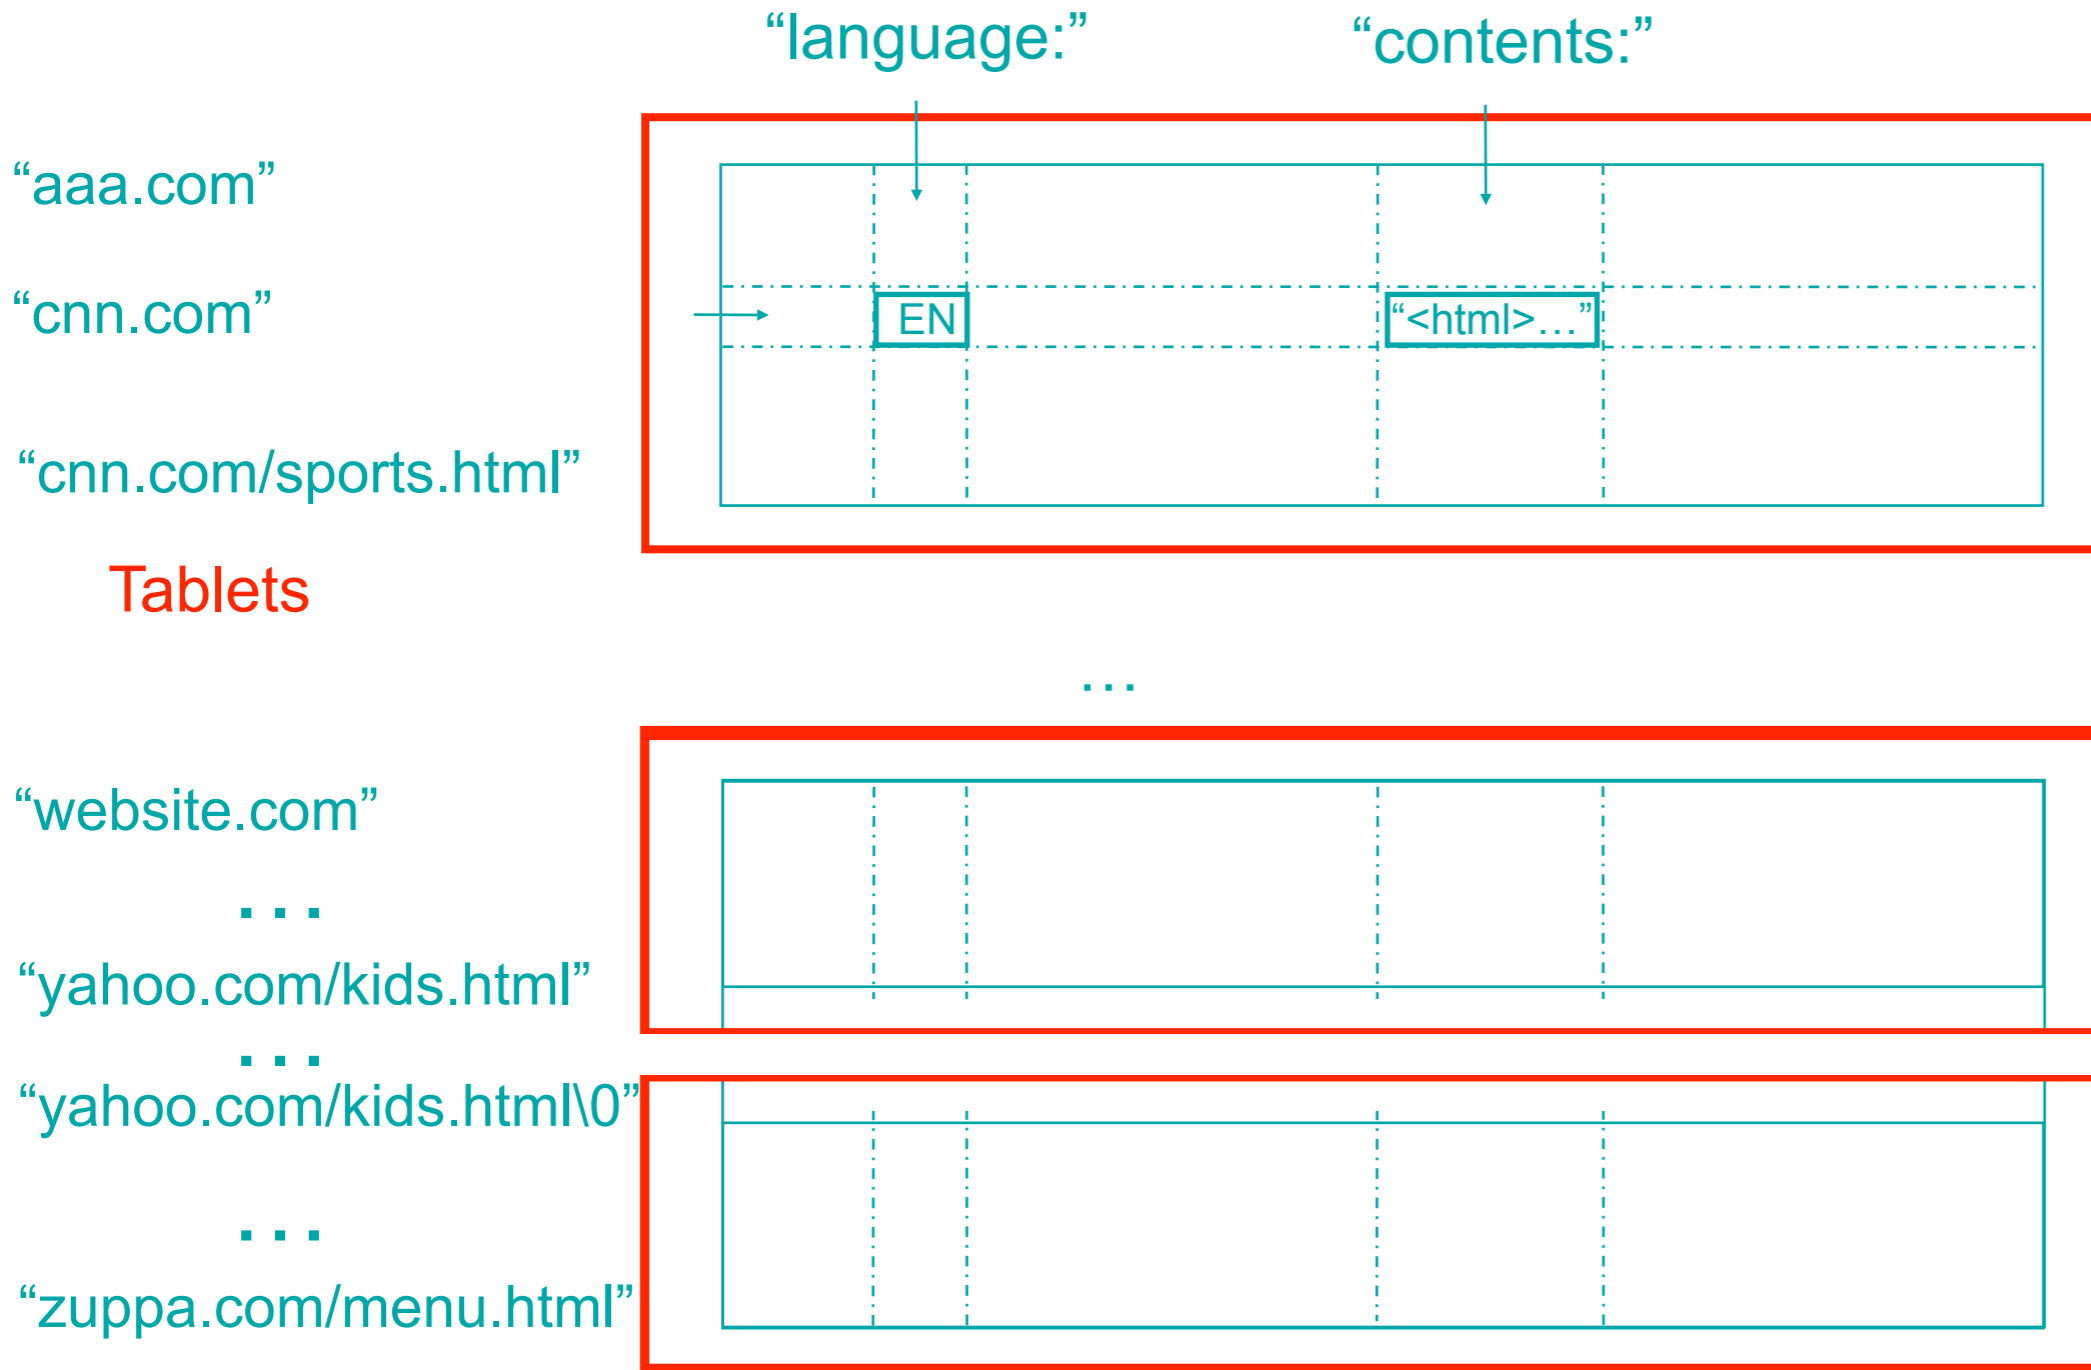 “language:” “contents:”
“aaa.com”
“cnn.com” EN “<html>…”
“cnn.com/sports.html”
Tablets
…
“website.com”
…
“yahoo.com/kids.html”
…
“yahoo.com/kids.html\0”
…
“zuppa.com/menu.html”